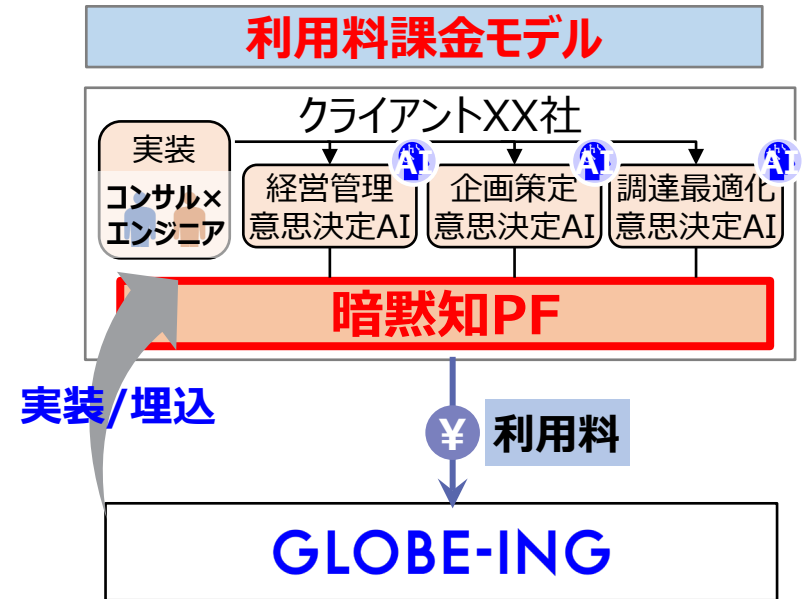 利用料課金モデル
クライアントXX社
実装
コンサル×
エンジニア
AI
経営管理
意思決定AI
AI
企画策定
意思決定AI
AI
調達最適化
意思決定AI
暗黙知PF
実装/埋込
¥
利用料
GLOBE-ING